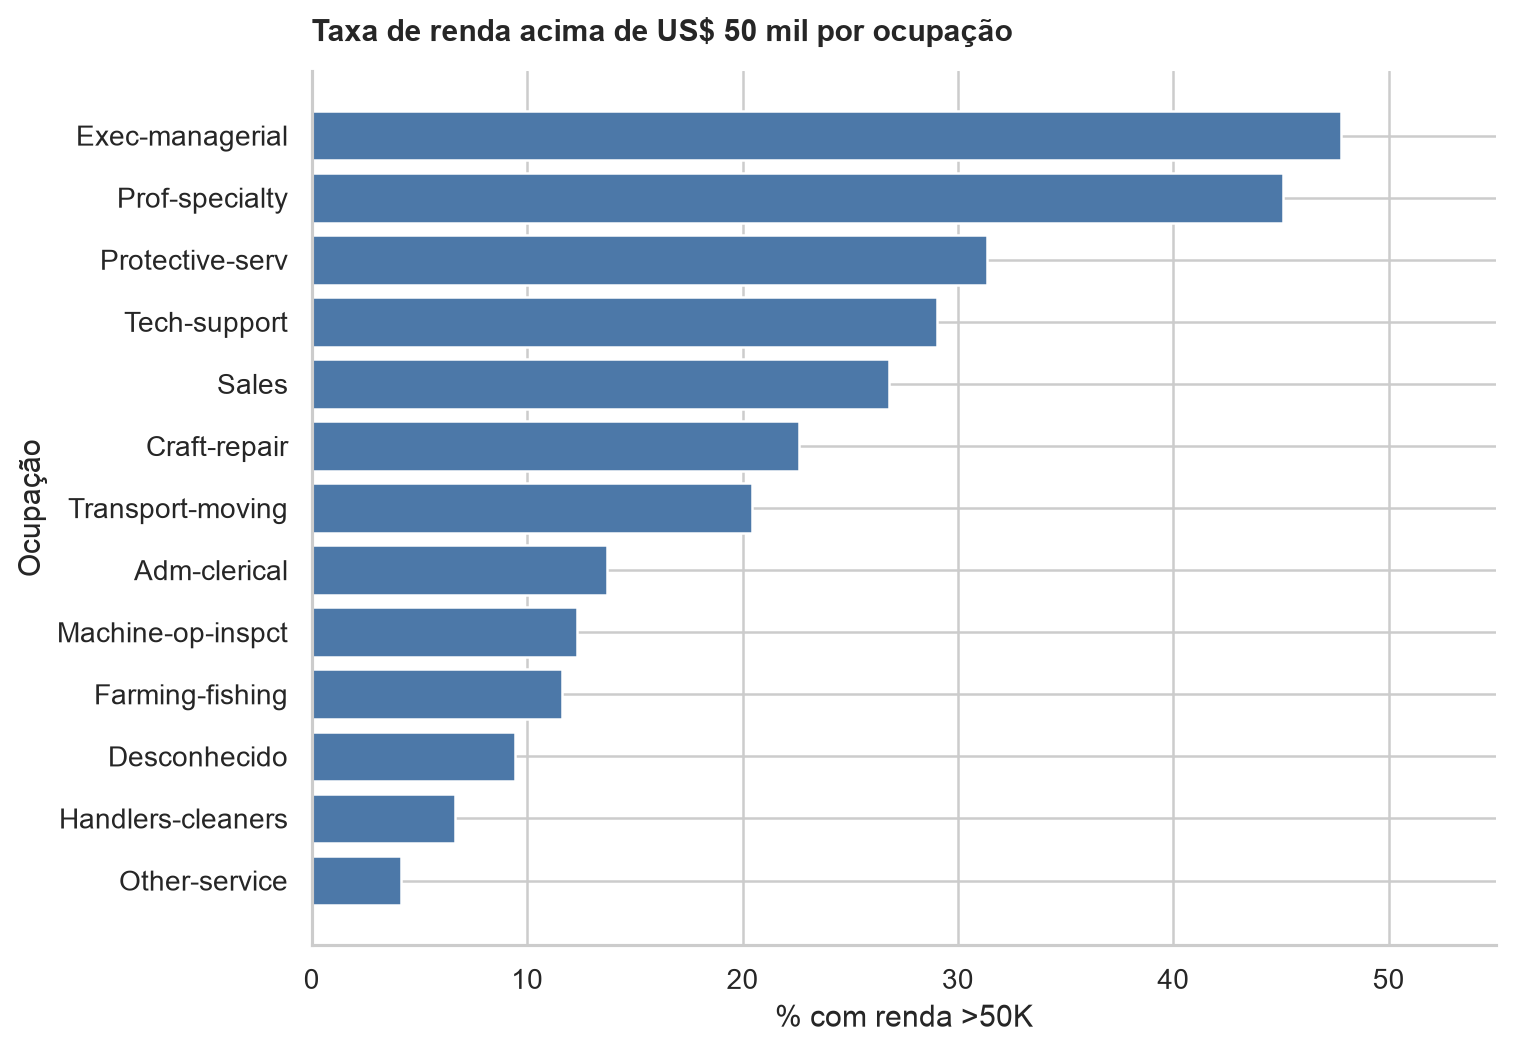 Taxa de renda acima de US$ 50 mil por ocupação
Exec-managerial
Prof-specialty
Protective-serv
Tech-support
Sales
Craft-repair
Transport-moving
Adm-clerical
Machine-op-inspct
Farming-fishing
Desconhecido
Handlers-cleaners
Other-service
Ocupação
0 10 20 30 40 50
% com renda >50K